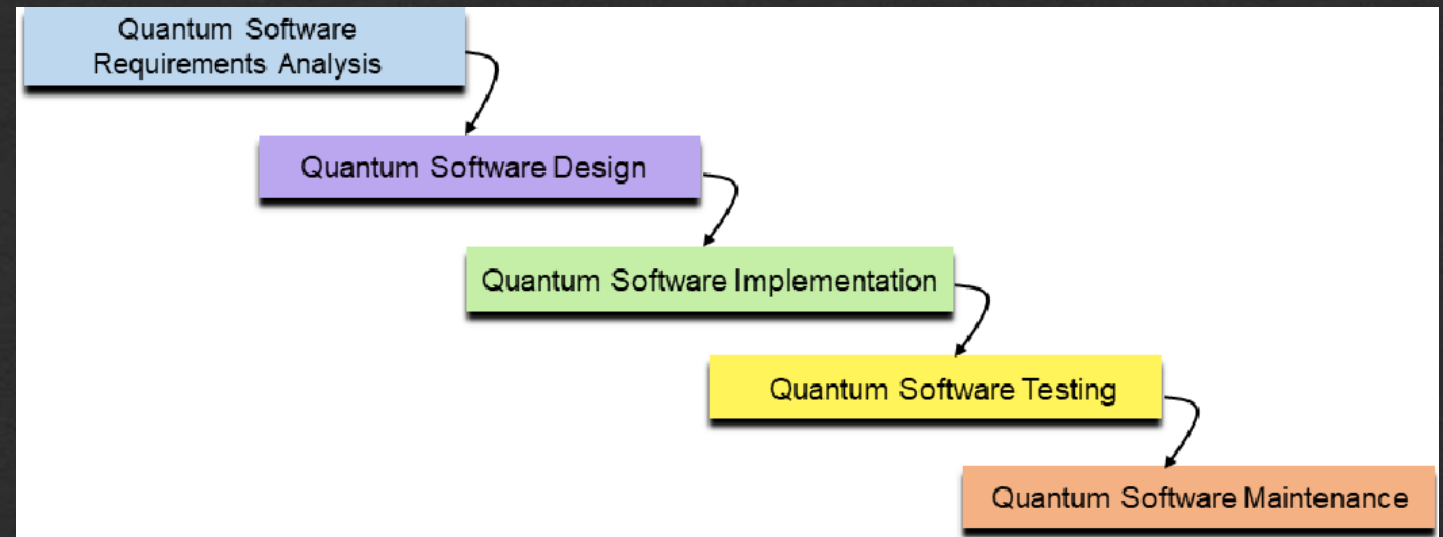 Quantum Software
Requirements Analysis
Quantum Software Design
Quantum Software Implementation
Quantum Software Testing
Quantum Software Maintenance